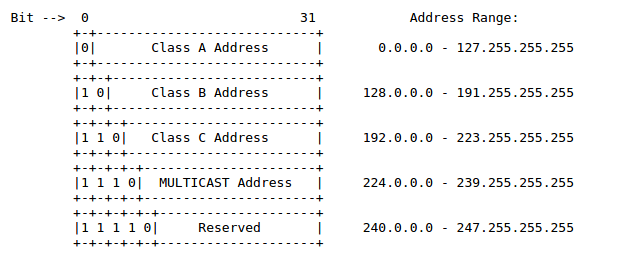 Bit -->  0                           31            Address Range:
        +-+----------------------------+
        |0|       Class A Address      |       0.0.0.0 - 127.255.255.255
        +-+----------------------------+
        +-+-+--------------------------+
        |1 0|     Class B Address      |     128.0.0.0 - 191.255.255.255
        +-+-+--------------------------+
        +-+-+-+------------------------+
        |1 1 0|   Class C Address      |     192.0.0.0 - 223.255.255.255
        +-+-+-+------------------------+
        +-+-+-+-+----------------------+
        |1 1 1 0|  MULTICAST Address   |     224.0.0.0 - 239.255.255.255
        +-+-+-+-+----------------------+
        +-+-+-+-+-+--------------------+
        |1 1 1 1 0|     Reserved       |     240.0.0.0 - 247.255.255.255
        +-+-+-+-+-+--------------------+